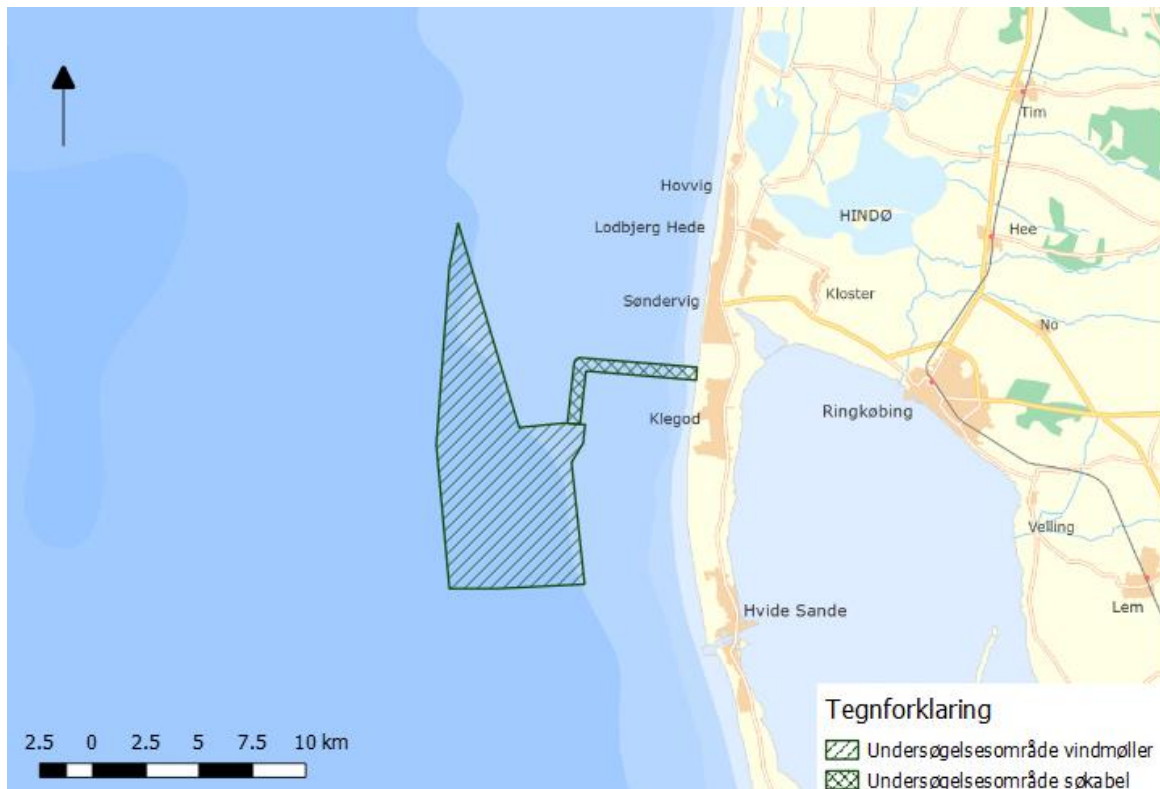 Tim
Hovvig
HINDØ
Lodbjerg Hede
Hee
Kloster
Søndervig
No
Ringkøbing
Klegod
Velling
Lem
Hvide Sande
Tegnforklaring
Undersøgelsesområde vindmøller
Undersøgelsesområde søkabel
2.5 0 2.5 5 7.5 10 km